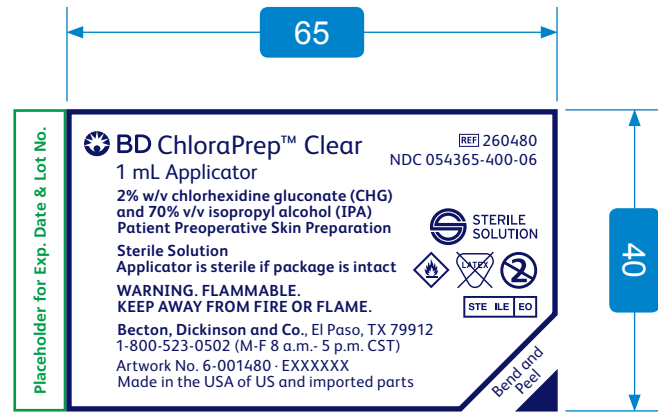 65
Placeholder for Exp. Date & Lot No.
BD ChloraPrep™ Clear
1 mL Applicator
REF 260480
NDC 054365-400-06
2% w/v chlorhexidine gluconate (CHG)
and 70% v/v isopropyl alcohol (IPA)
Patient Preoperative Skin Preparation
STERILE
SOLUTION
Sterile Solution
Applicator is sterile if package is intact
LATEX
2
WARNING. FLAMMABLE.
KEEP AWAY FROM FIRE OR FLAME.
STE ILE EO
Becton, Dickinson and Co., El Paso, TX 79912
1-800-523-0502 (M-F 8 a.m.- 5 p.m. CST)
Artwork No. 6-001480 · EXXXXXX
Made in the USA of US and imported parts
Bend and
Peel
40